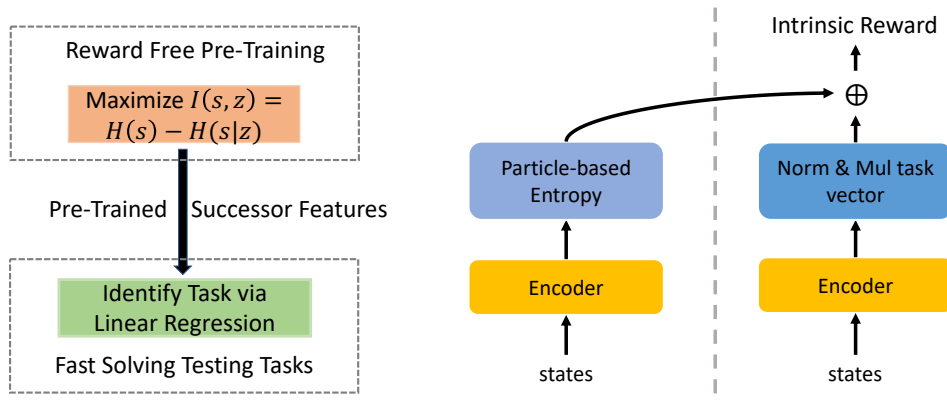 Reward Free Pre-Training
Maximize I(s, z) =
H(s) − H(s|z)
Pre-Trained Successor Features
Identify Task via
Linear Regression
Fast Solving Testing Tasks
Particle-based
Entropy
Encoder
states
Intrinsic Reward
⊕
Norm & Mul task
vector
Encoder
states